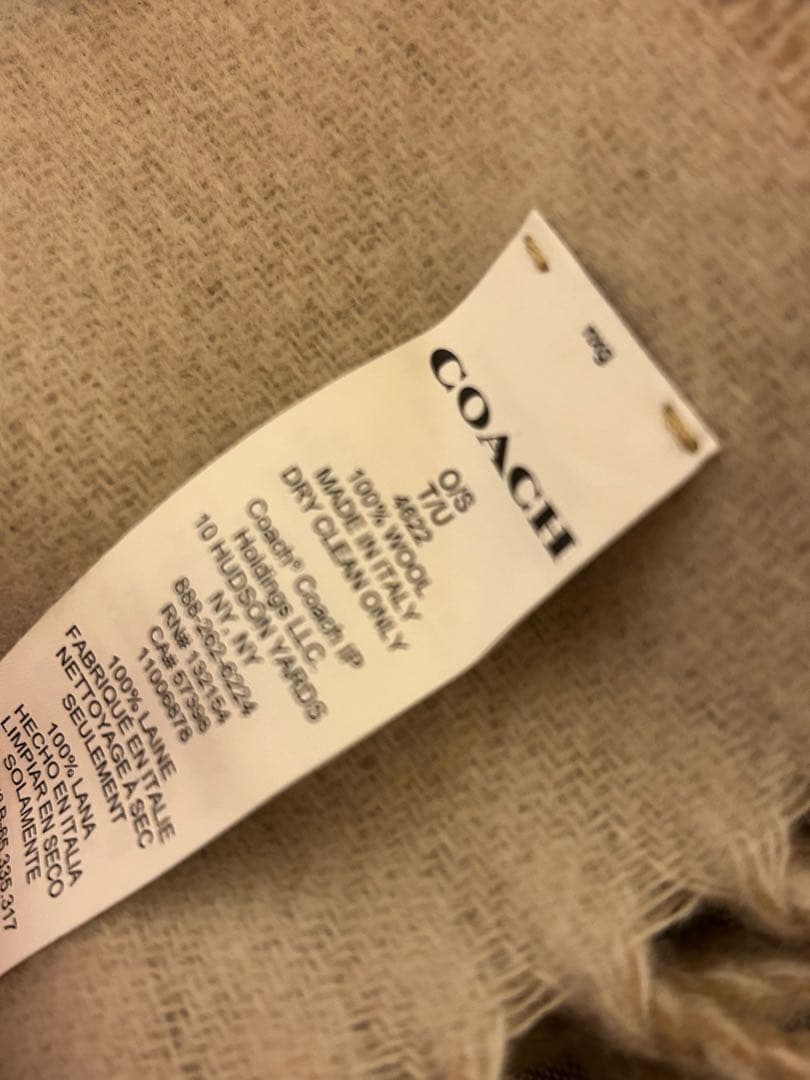 COACH
O/S
T/U
4622
100% WOOL
MADE IN ITALY
DRY CLEAN ONLY
Coach® Coach IP
Holdings LLC.
10 HUDSON YARDS
NY, NY
888-262-6224
RN# 132154
CA# 57398
11006878
100% LAINE
FABRIQUÉ EN ITALIE
NETTOYAGE À SEC
SEULEMENT
100% LANA
HECHO EN ITALIA
LIMPIAR EN SECO
SOLAMENTE